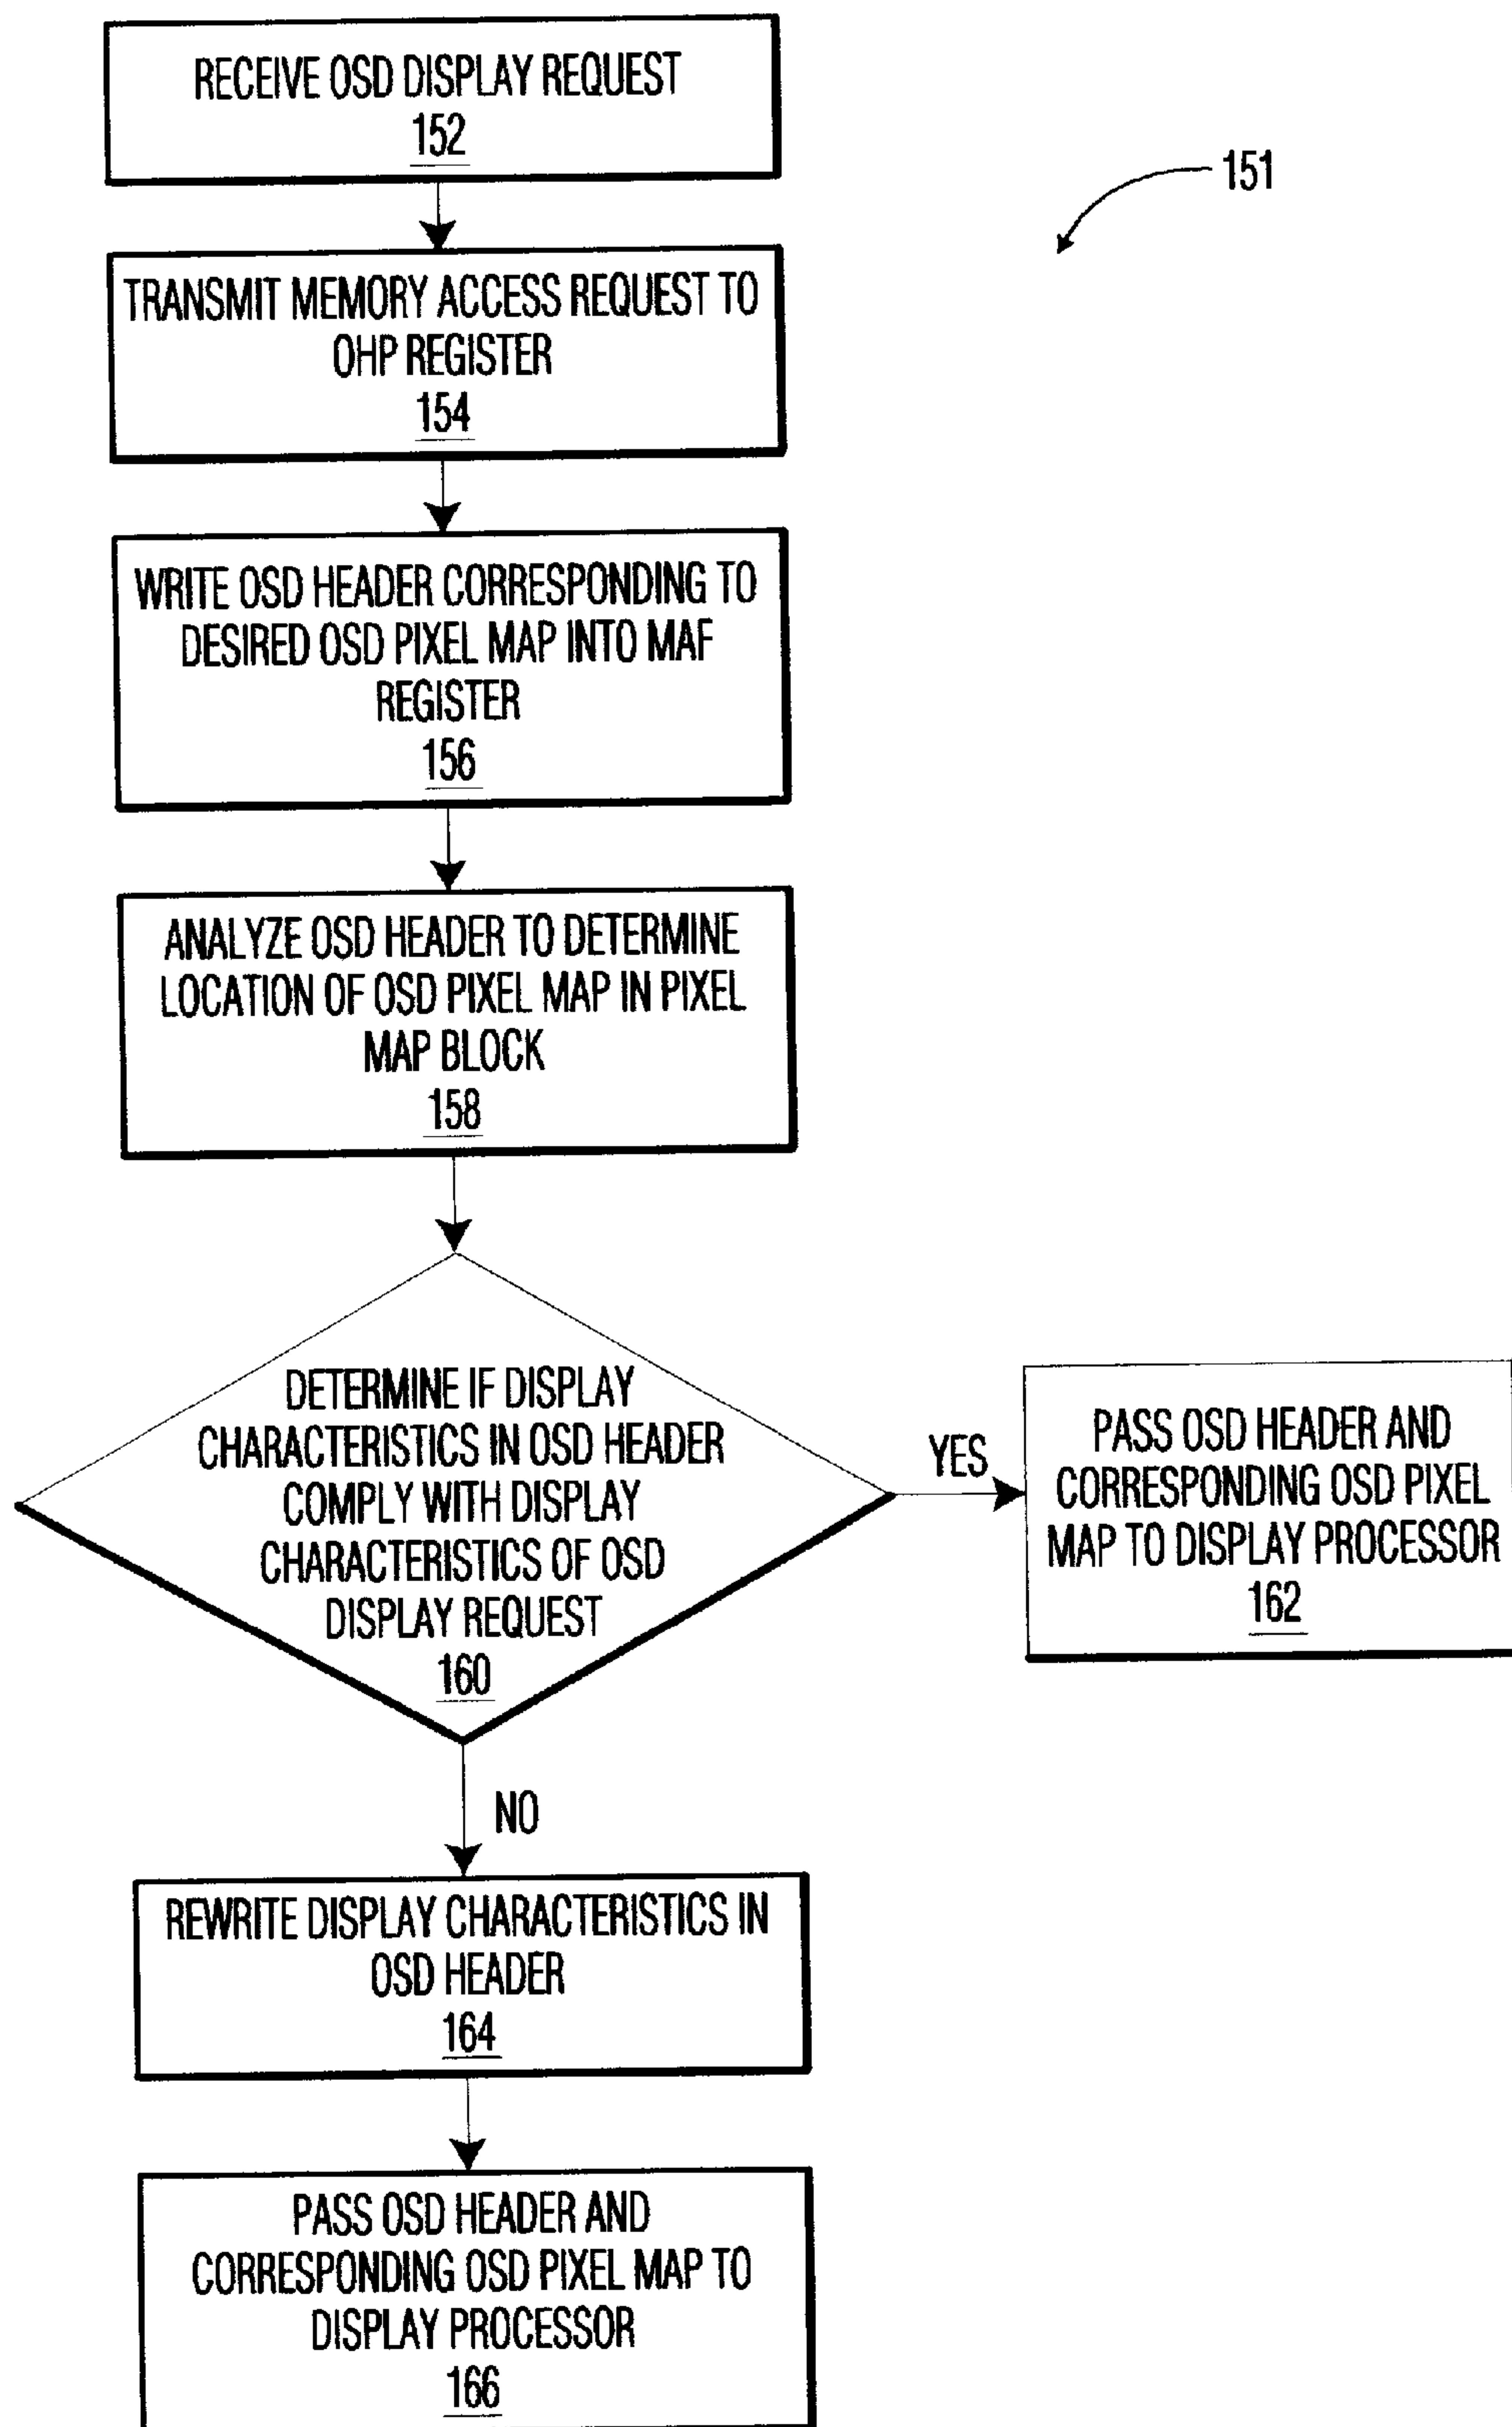 RECEIVE OSD DISPLAY REQUEST
152
151
TRANSMIT MEMORY ACCESS REQUEST TO
OHP REGISTER
154
WRITE OSD HEADER CORRESPONDING TO
DESIRED OSD PIXEL MAP INTO MAF
REGISTER
156
ANALYZE OSD HEADER TO DETERMINE
LOCATION OF OSD PIXEL MAP IN PIXEL
MAP BLOCK
158
DETERMINE IF DISPLAY
CHARACTERISTICS IN OSD HEADER
COMPLY WITH DISPLAY
CHARACTERISTICS OF OSD
DISPLAY REQUEST
160
YES
PASS OSD HEADER AND
CORRESPONDING OSD PIXEL
MAP TO DISPLAY PROCESSOR
162
NO
REWRITE DISPLAY CHARACTERISTICS IN
OSD HEADER
164
PASS OSD HEADER AND
CORRESPONDING OSD PIXEL MAP TO
DISPLAY PROCESSOR
166